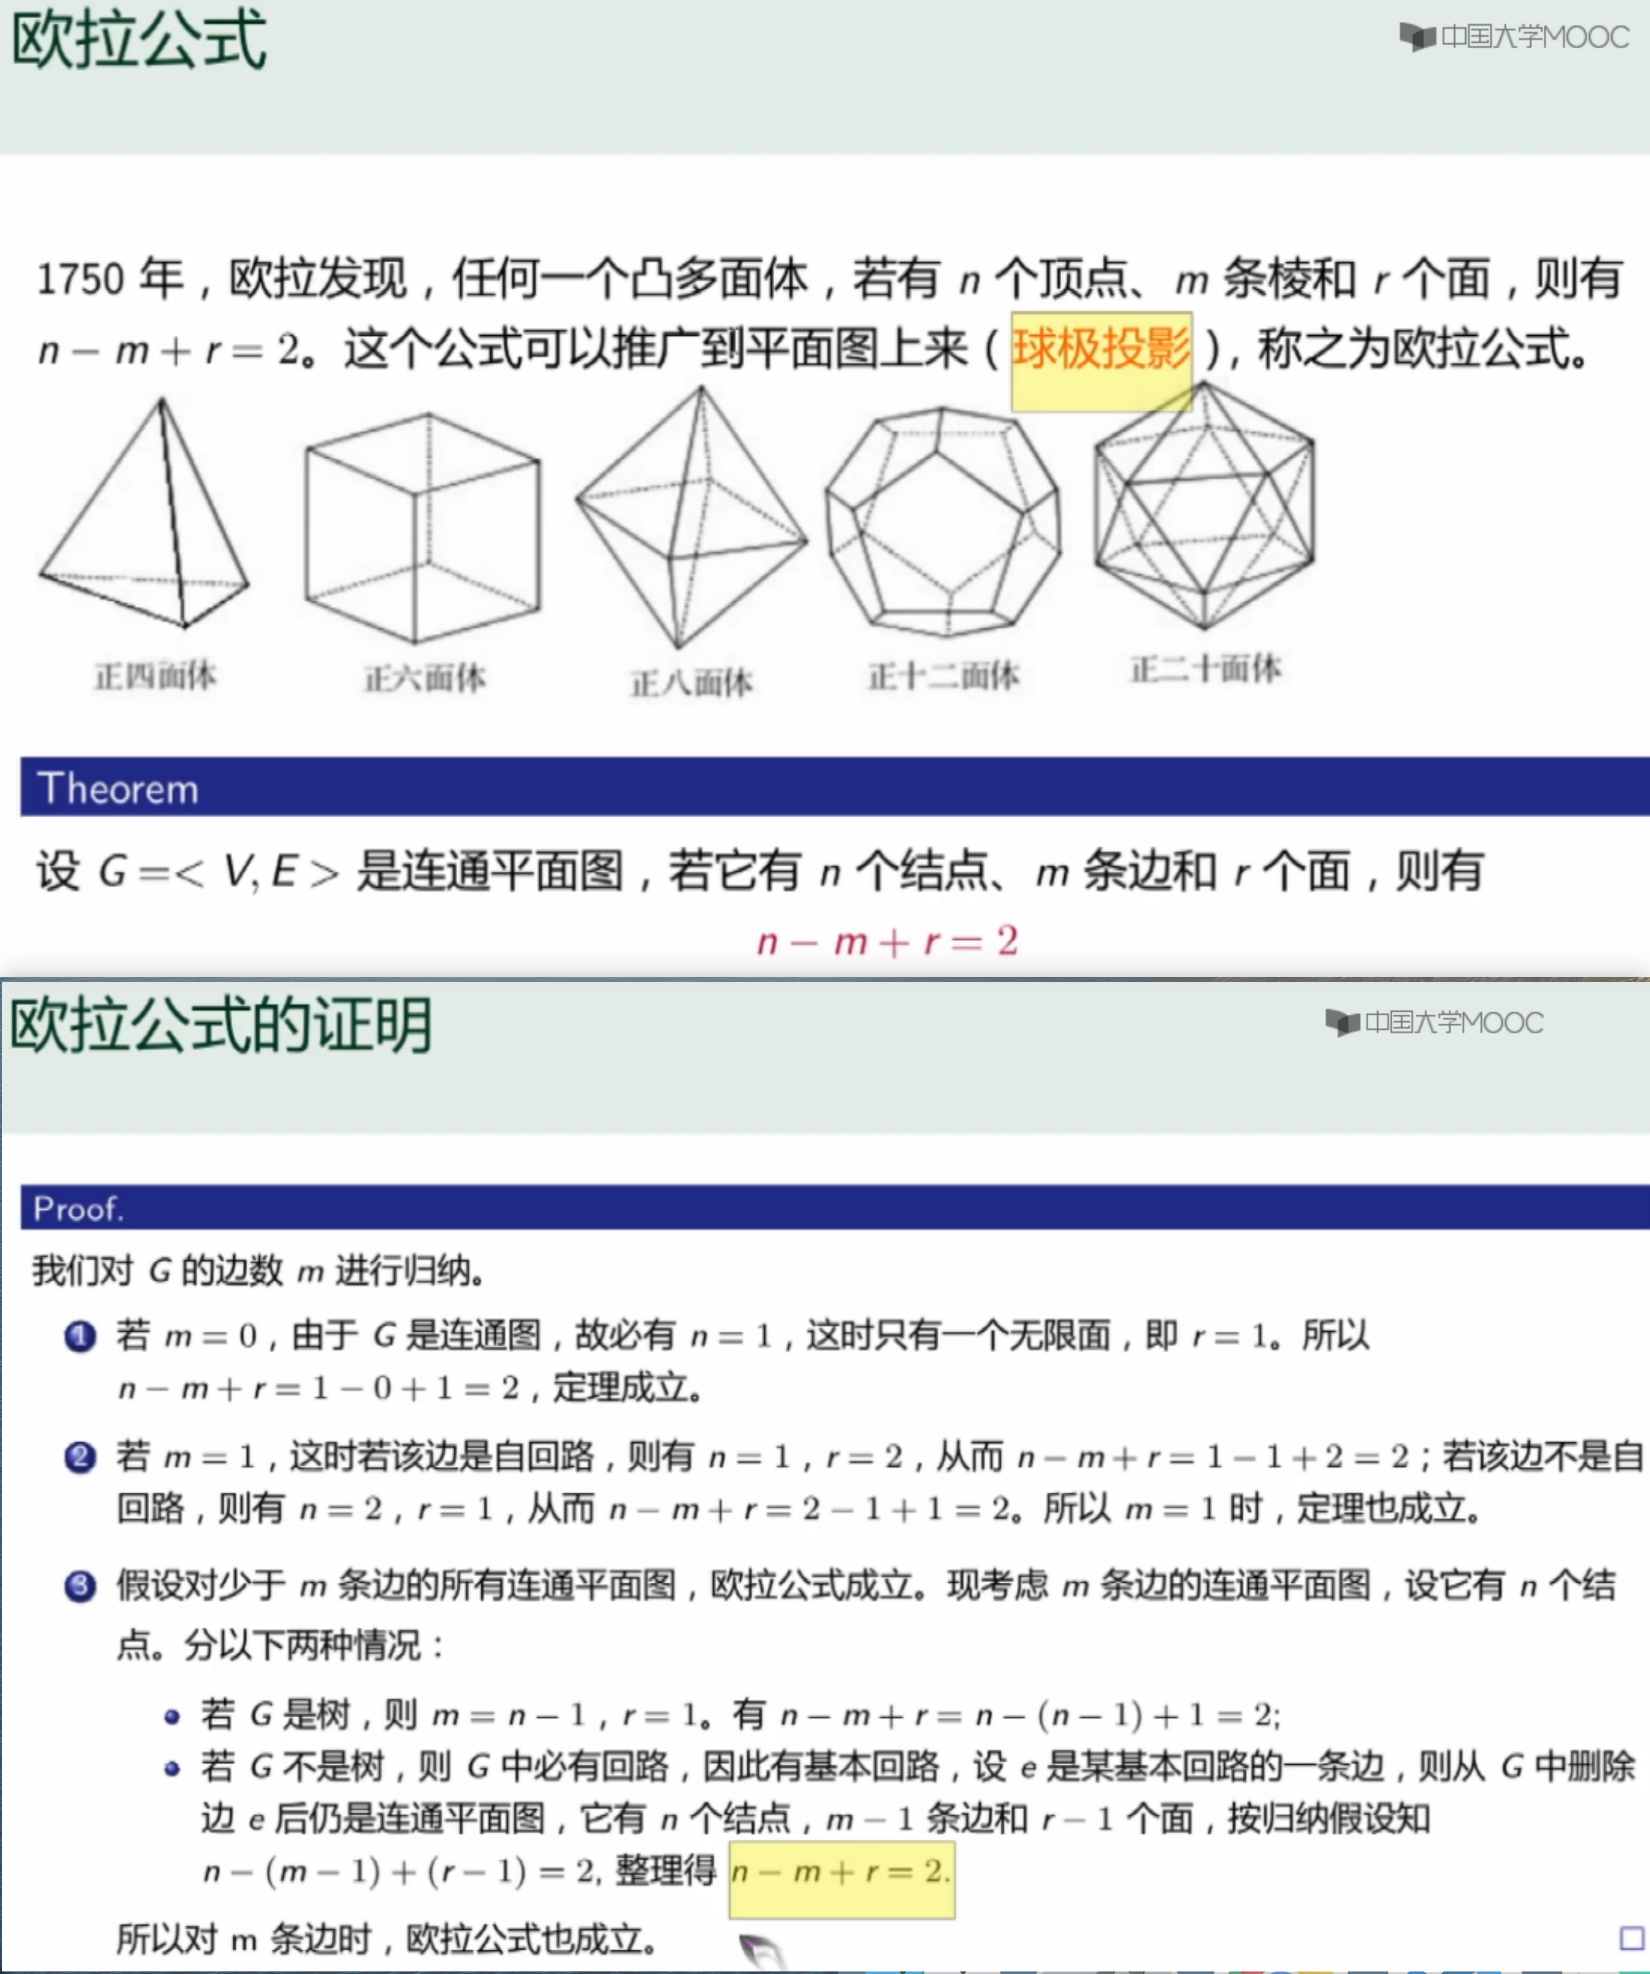 欧拉公式
中国大学MOOC
1750 年，欧拉发现，任何一个凸多面体，若有 n 个顶点、m 条棱和 r 个面，则有
n − m + r = 2。这个公式可以推广到平面图上来（球极投影），称之为欧拉公式。
正四面体
正六面体
正八面体
正十二面体
正二十面体
Theorem
设 G =< V, E > 是连通平面图，若它有 n 个结点、m 条边和 r 个面，则有
n − m + r = 2
欧拉公式的证明
中国大学MOOC
Proof.
我们对 G 的边数 m 进行归纳。
1 若 m = 0，由于 G 是连通图，故必有 n = 1，这时只有一个无限面，即 r = 1。所以
n − m + r = 1 − 0 + 1 = 2，定理成立。
2 若 m = 1，这时若该边是自回路，则有 n = 1，r = 2，从而 n − m + r = 1 − 1 + 2 = 2；若该边不是自
回路，则有 n = 2，r = 1，从而 n − m + r = 2 − 1 + 1 = 2。所以 m = 1 时，定理也成立。
3 假设对少于 m 条边的所有连通平面图，欧拉公式成立。现考虑 m 条边的连通平面图，设它有 n 个结
点。分以下两种情况：
• 若 G 是树，则 m = n − 1，r = 1。有 n − m + r = n − (n − 1) + 1 = 2;
• 若 G 不是树，则 G 中必有回路，因此有基本回路，设 e 是某基本回路的一条边，则从 G 中删除
边 e 后仍是连通平面图，它有 n 个结点，m − 1 条边和 r − 1 个面，按归纳假设知
n − (m − 1) + (r − 1) = 2, 整理得 n − m + r = 2.
所以对 m 条边时，欧拉公式也成立。